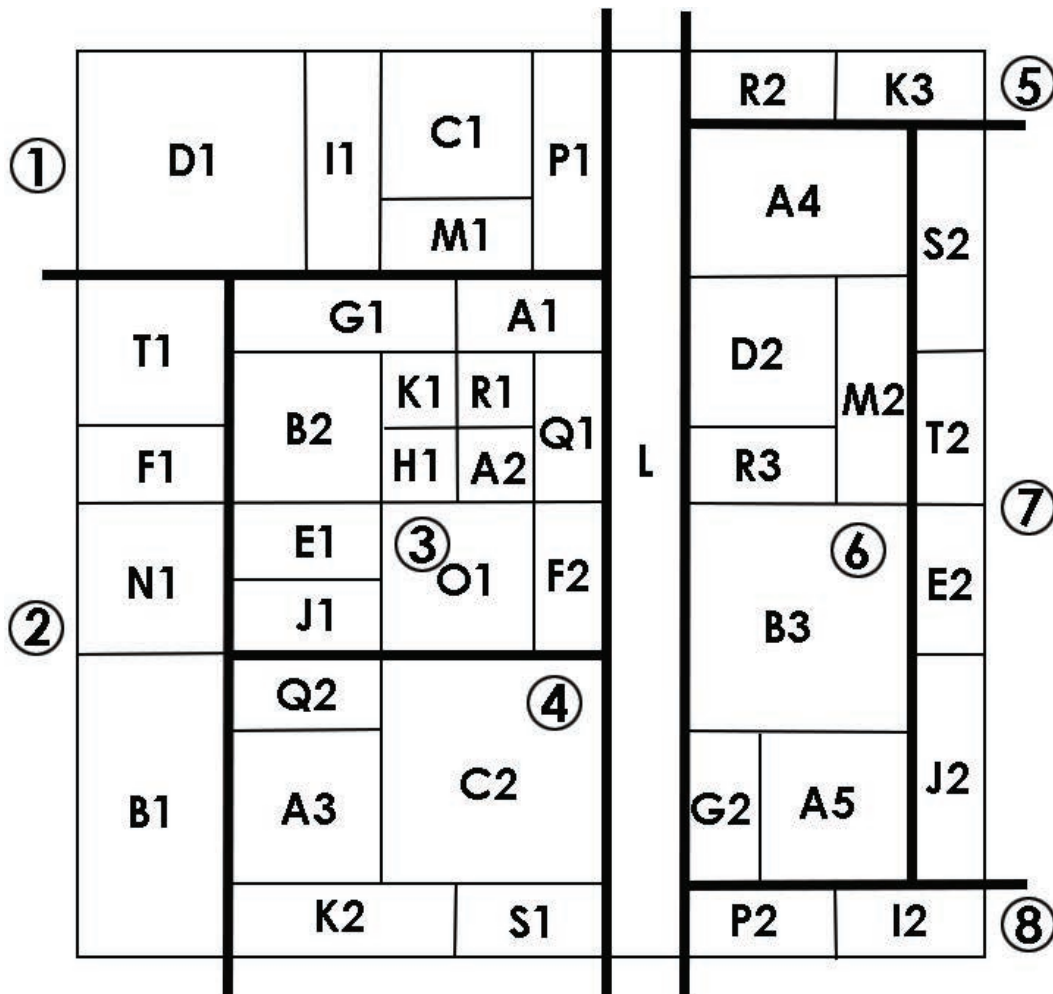 R2 K3 ⑤
D1 I1 C1 P1
①
A4
M1
S2
G1 A1
T1
D2
K1 R1
M2
B2 Q1
T2
F1 H1 A2 L R3
⑦
E1 ③ ⑥
N1 O1 F2 E2
J1
②
B3
Q2 ④
C2
J2
B1 A3 G2 A5
K2 S1 P2 I2 ⑧